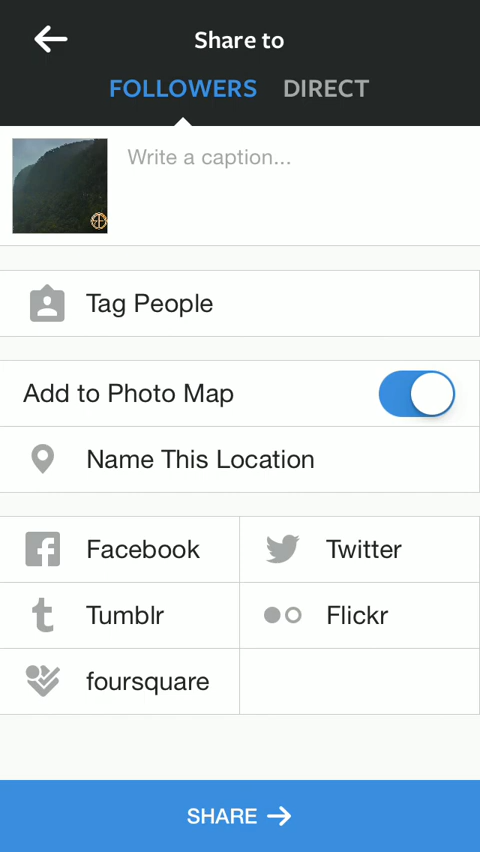 Share to
FOLLOWERS DIRECT
Write a caption...
Tag People
Add to Photo Map
Name This Location
Facebook Twitter
Tumblr Flickr
foursquare
SHARE